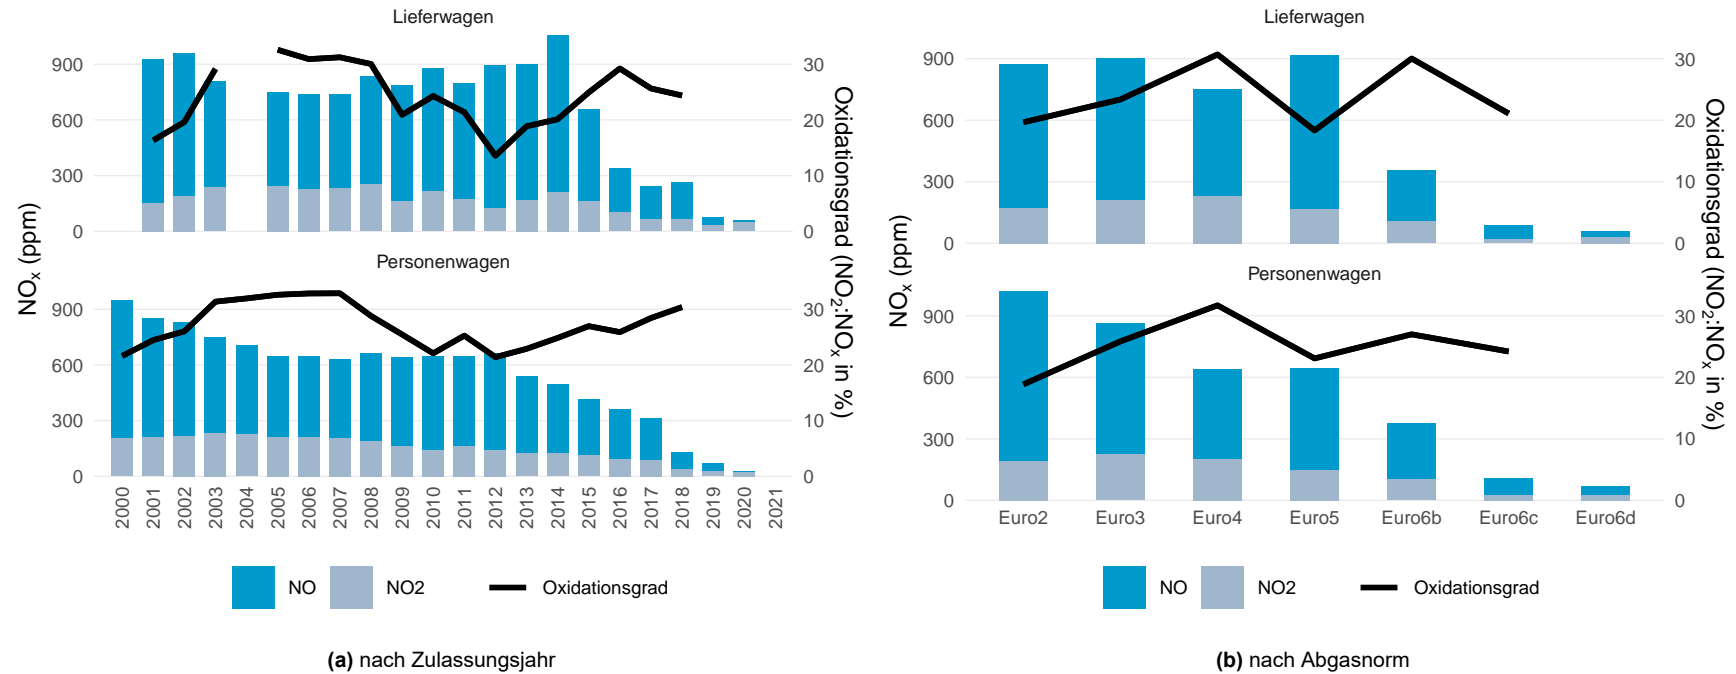 Lieferwagen
900
600
300
0
30
20
10
0
Personenwagen
900
600
300
0
30
20
10
0
NOx (ppm)
Oxidationsgrad (NO2:NOx in %)
2000
2001
2002
2003
2004
2005
2006
2007
2008
2009
2010
2011
2012
2013
2014
2015
2016
2017
2018
2019
2020
2021
NO
NO2
Oxidationsgrad
(a) nach Zulassungsjahr
Lieferwagen
900
600
300
0
30
20
10
0
Personenwagen
900
600
300
0
30
20
10
0
NOx (ppm)
Oxidationsgrad (NO2:NOx in %)
Euro2
Euro3
Euro4
Euro5
Euro6b
Euro6c
Euro6d
NO
NO2
Oxidationsgrad
(b) nach Abgasnorm